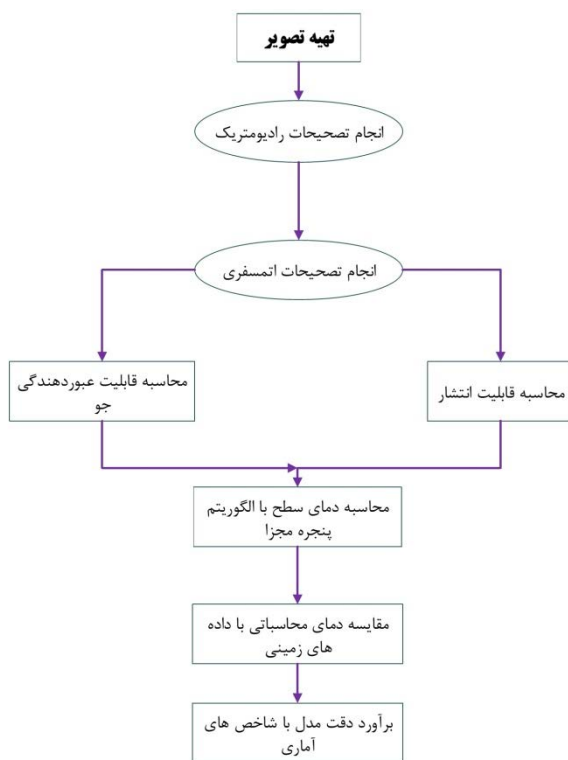 تهیه تصویر
انجام تصحیحات رادیومتریک
انجام تصحیحات اتمسفری
محاسبه قابلیت انتشار
محاسبه قابلیت عبوردهندگی
جو
محاسبه دمای سطح با الگوریتم
پنجره مجزا
مقایسه دمای محاسباتی با داده
های زمینی
برآورد دقت مدل با شاخص های
آماری